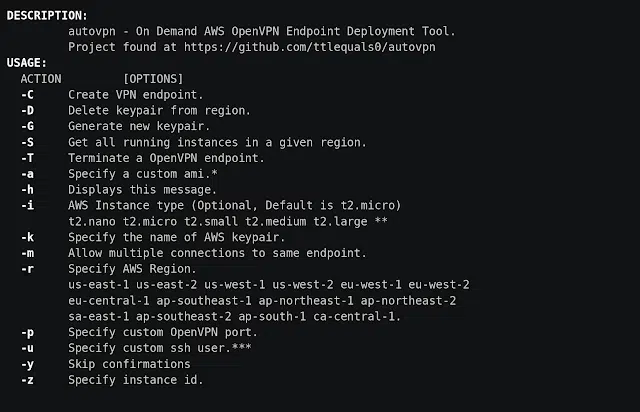 DESCRIPTION:
autovpn - On Demand AWS OpenVPN Endpoint Deployment Tool.
Project found at https://github.com/ttlequals0/autovpn
USAGE:
ACTION [OPTIONS]
-C Create VPN endpoint.
-D Delete keypair from region.
-G Generate new keypair.
-S Get all running instances in a given region.
-T Terminate a OpenVPN endpoint.
-a Specify a custom ami.*
-h Displays this message.
-i AWS Instance type (Optional, Default is t2.micro)
t2.nano t2.micro t2.small t2.medium t2.large **
-k Specify the name of AWS keypair.
-m Allow multiple connections to same endpoint.
-r Specify AWS Region.
us-east-1 us-east-2 us-west-1 us-west-2 eu-west-1 eu-west-2
eu-central-1 ap-southeast-1 ap-northeast-1 ap-northeast-2
sa-east-1 ap-southeast-2 ap-south-1 ca-central-1.
-p Specify custom OpenVPN port.
-u Specify custom ssh user.***
-y Skip confirmations
-z Specify instance id.